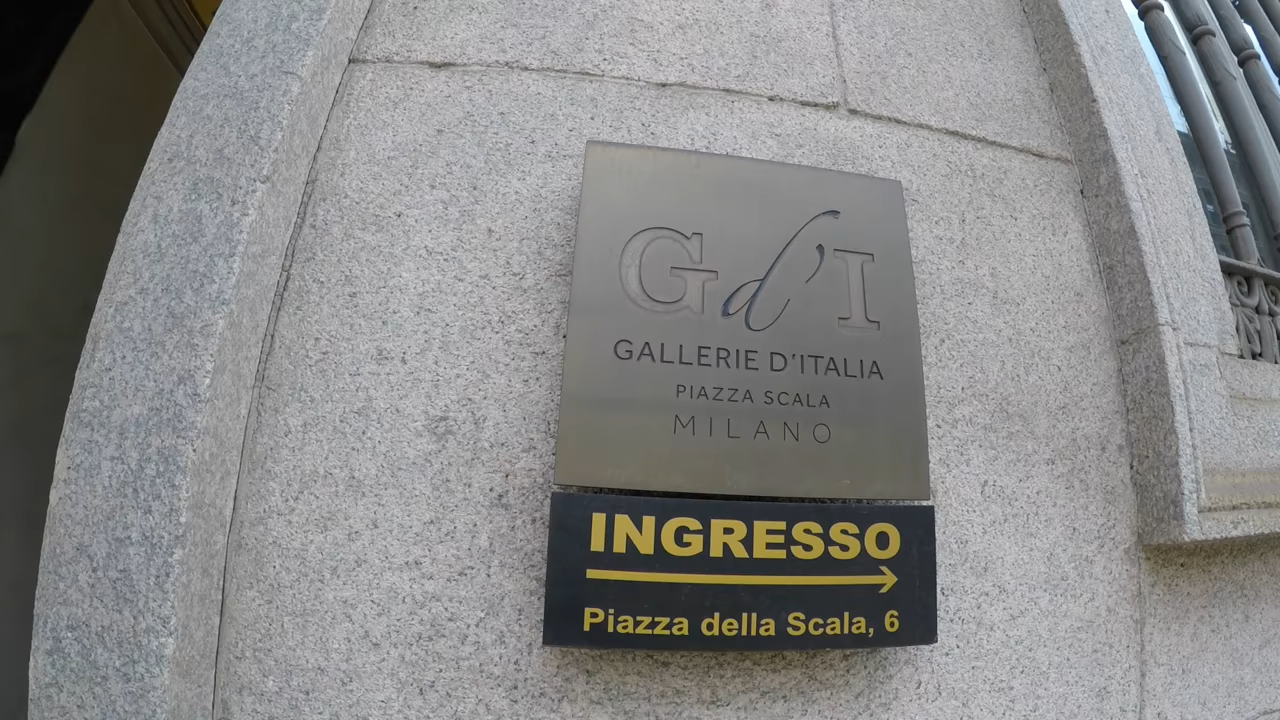 Gd'I
GALLERIE D'ITALIA
PIAZZA SCALA
MILANO
INGRESSO
Piazza della Scala, 6